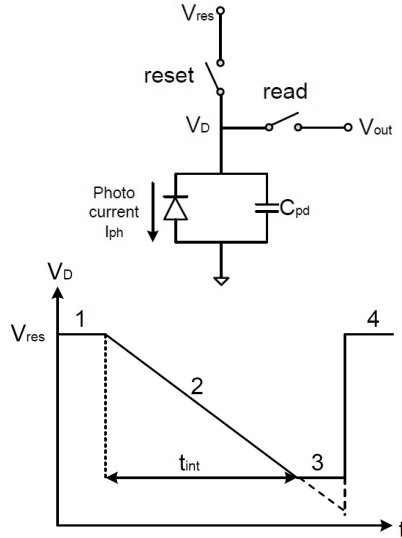 Vres
reset
read
VD
Vout
Photo
current
Iph
Cpd
VD
Vres
1
2
3
4
tint
t